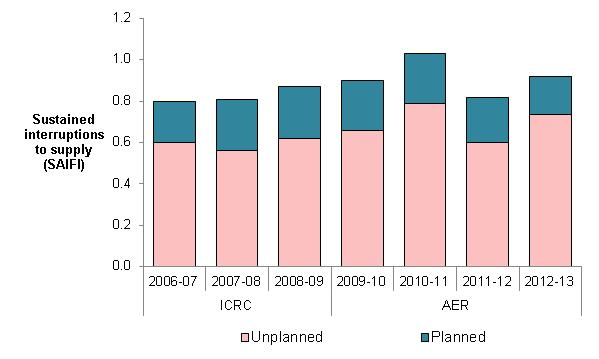 1.2
1.0
0.8
0.6
0.4
0.2
0.0
Sustained
interruptions
to supply
(SAIFI)
2006-07 2007-08 2008-09 2009-10 2010-11 2011-12 2012-13
ICRC AER
Unplanned Planned